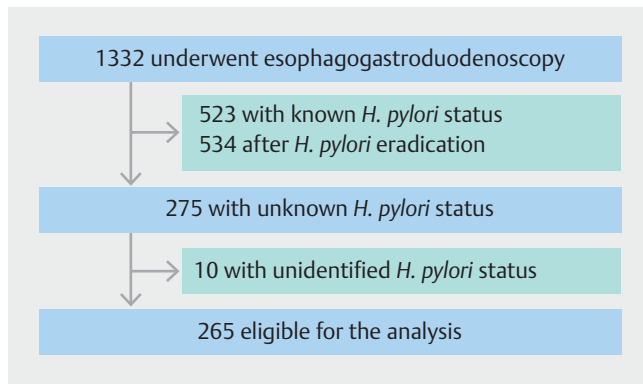 1332 underwent esophagogastroduodenoscopy
523 with known H. pylori status
534 after H. pylori eradication
275 with unknown H. pylori status
10 with unidentified H. pylori status
265 eligible for the analysis